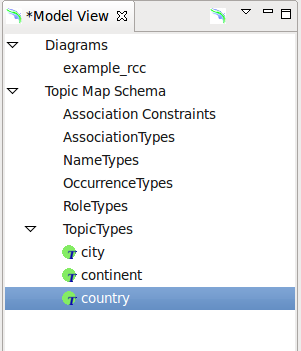 *Model View
Diagrams
example_rcc
Topic Map Schema
Association Constraints
AssociationTypes
NameTypes
OccurrenceTypes
RoleTypes
TopicTypes
T city
T continent
T country